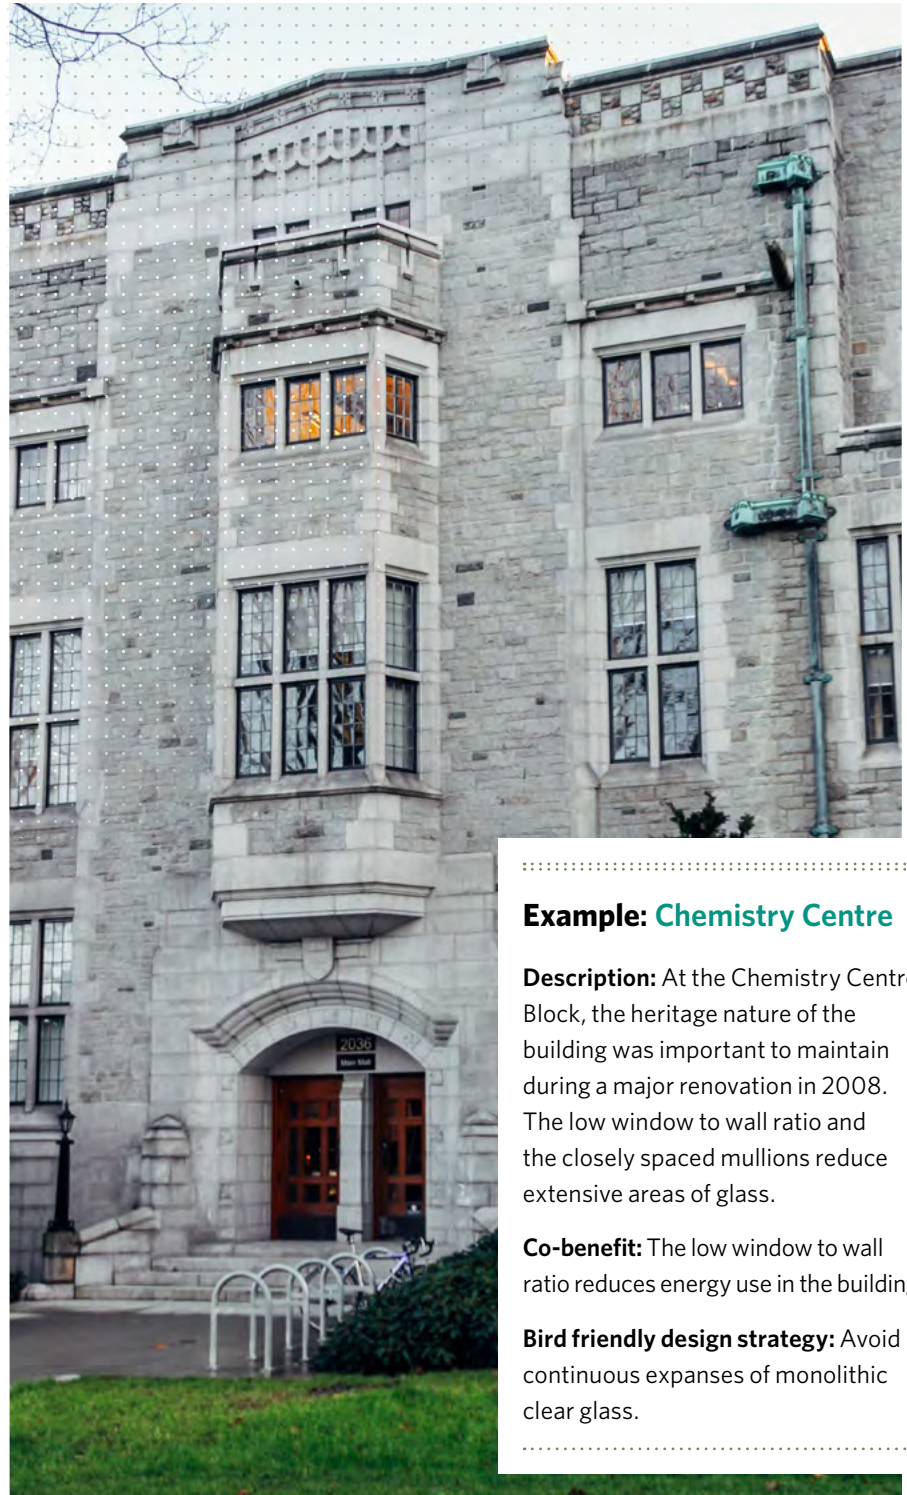 2036
Main Mall
Example: Chemistry Centre
Description: At the Chemistry Centre
Block, the heritage nature of the
building was important to maintain
during a major renovation in 2008.
The low window to wall ratio and
the closely spaced mullions reduce
extensive areas of glass.
Co-benefit: The low window to wall
ratio reduces energy use in the building
Bird friendly design strategy: Avoid
continuous expanses of monolithic
clear glass.